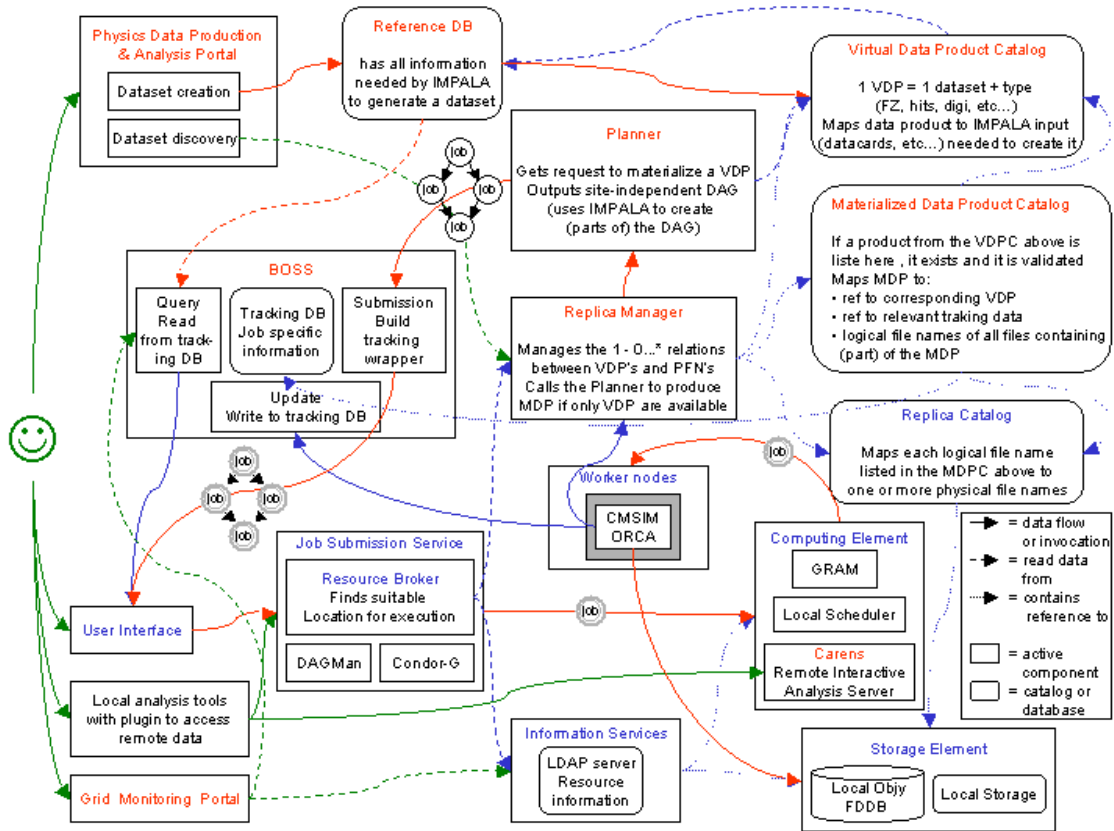 Physics Data Production
& Analysis Portal
Dataset creation
Dataset discovery
Reference DB
has all information
needed by IMPALA
to generate a dataset
Virtual Data Product Catalog
1 VDP = 1 dataset + type
(FZ, hits, digi, etc...)
Maps data product to IMPALA input
(datacards, etc...) needed to create it
Job
Job
Job
Job
Planner
Gets request to materialize a VDP
Outputs site-independent DAG
(uses IMPALA to create
(parts of) the DAG)
Materialized Data Product Catalog
If a product from the VDPC above is
liste here , it exists and it is validated
Maps MDP to:
• ref to corresponding VDP
• ref to relevant traking data
• logical file names of all files containing
(part) of the MDP
BOSS
Query
Read
from track-
ing DB
Tracking DB
Job specific
information
Submission
Build
tracking
wrapper
Update
Write to tracking DB
Replica Manager
Manages the 1 - 0...* relations
between VDP's and PFN's
Calls the Planner to produce
MDP if only VDP are available
Replica Catalog
Maps each logical file name
listed in the MDPC above to
one or more physical file names
Job
Job
Job
Job
Job
Worker nodes
CMSIM
ORCA
Job Submission Service
Resource Broker
Finds suitable
Location for execution
DAGMan
Condor-G
Job
Computing Element
GRAM
Local Scheduler
Carens
Remote Interactive
Analysis Server
= data flow
or invocation
= read data
from
= contains
reference to
= active
component
= catalog or
database
User Interface
Local analysis tools
with plugin to access
remote data
Grid Monitoring Portal
Information Services
LDAP server
Resource
information
Storage Element
Local Objy
FDDB
Local Storage